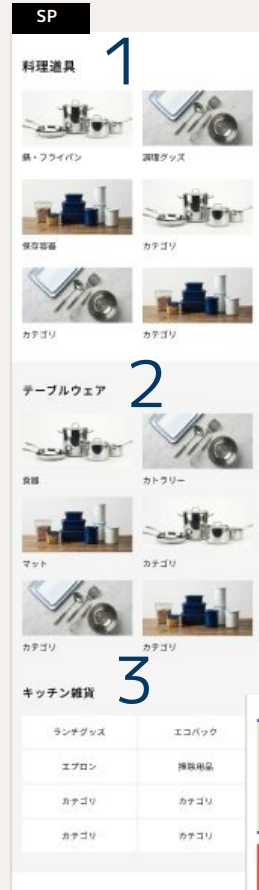 SP
1
料理道具
鍋・フライパン 調理グッズ
保存容器 カテゴリ
カテゴリ カテゴリ
2
テーブルウェア
食器 カトラリー
マット カテゴリ
カテゴリ カテゴリ
3
キッチン雑貨
ランチグッズ エコバック
エプロン 掃除用品
カテゴリ カテゴリ
カテゴリ カテゴリ